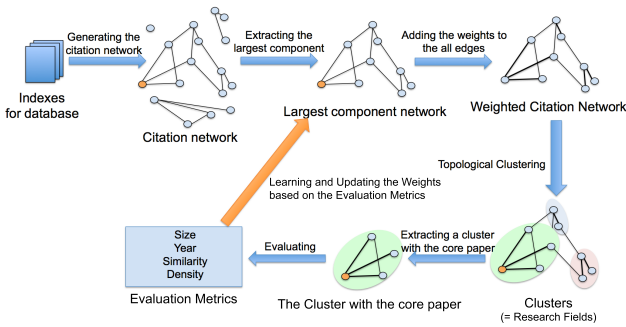 Generating the
citation network
Extracting the
largest component
Adding the weights to
the all edges
Indexes
for database
Citation network
Largest component network
Weighted Citation Network
Topological Clustering
Learning and Updating the Weights
based on the Evaluation Metrics
Size
Year
Similarity
Density
Evaluating
Extracting a cluster
with the core paper
Evaluation Metrics
The Cluster with the core paper
Clusters
(= Research Fields)